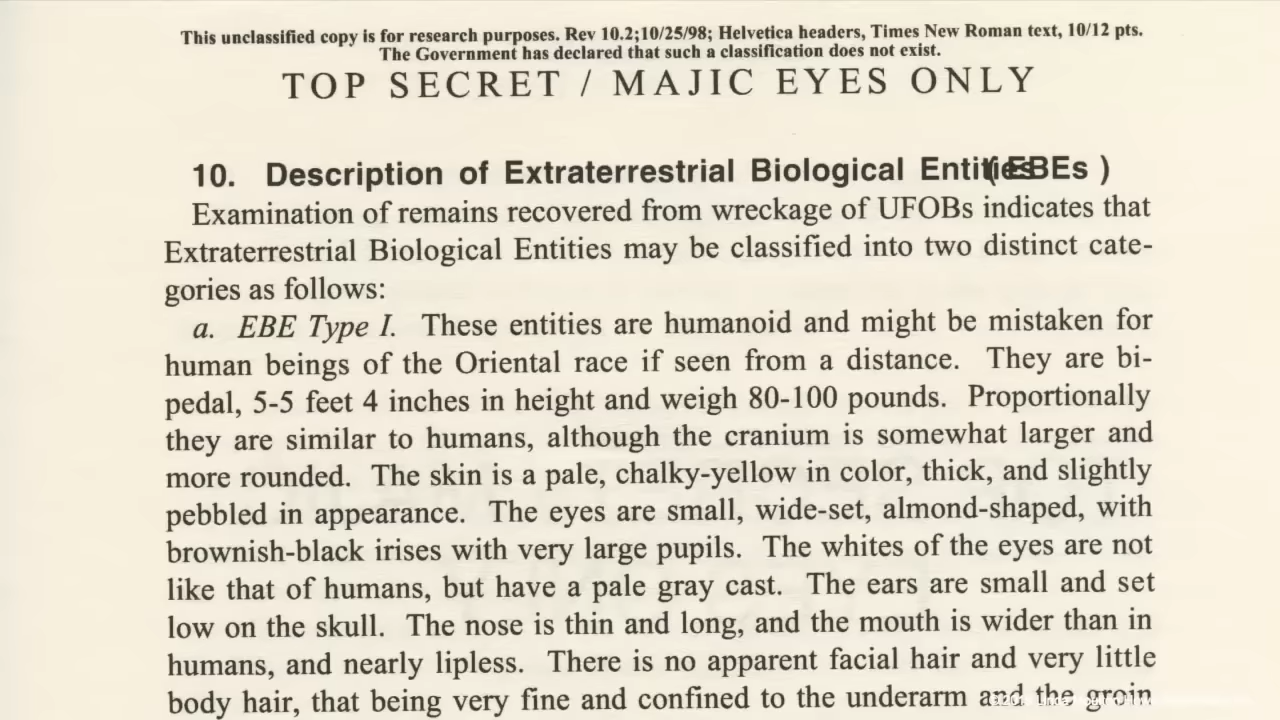 This unclassified copy is for research purposes. Rev 10.2;10/25/98; Helvetica headers, Times New Roman text, 10/12 pts.
The Government has declared that such a classification does not exist.
TOP SECRET / MAJIC EYES ONLY
10. Description of Extraterrestrial Biological Entities (EBEs )
Examination of remains recovered from wreckage of UFOBs indicates that
Extraterrestrial Biological Entities may be classified into two distinct cate-
gories as follows:
a. EBE Type I. These entities are humanoid and might be mistaken for
human beings of the Oriental race if seen from a distance. They are bi-
pedal, 5-5 feet 4 inches in height and weigh 80-100 pounds. Proportionally
they are similar to humans, although the cranium is somewhat larger and
more rounded. The skin is a pale, chalky-yellow in color, thick, and slightly
pebbled in appearance. The eyes are small, wide-set, almond-shaped, with
brownish-black irises with very large pupils. The whites of the eyes are not
like that of humans, but have a pale gray cast. The ears are small and set
low on the skull. The nose is thin and long, and the mouth is wider than in
humans, and nearly lipless. There is no apparent facial hair and very little
body hair, that being very fine and confined to the underarm and the groin